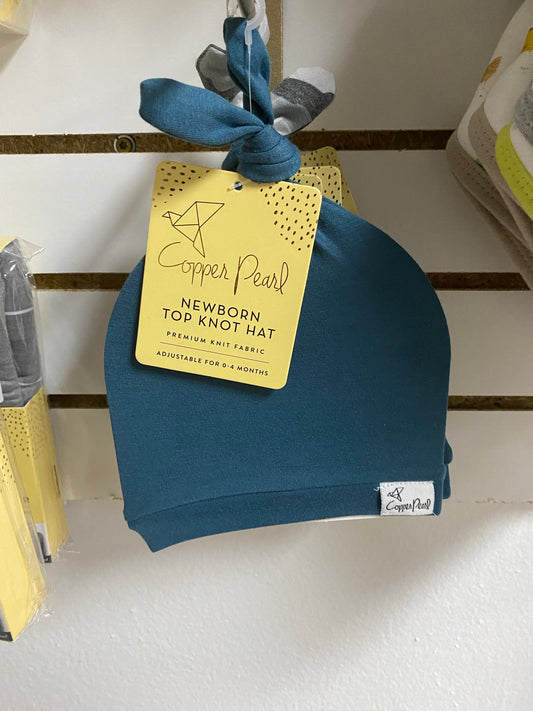 Copper Pearl
NEWBORN
TOP KNOT HAT
PREMIUM KNIT FABRIC
ADJUSTABLE FOR 0-4 MONTHS
Copper Pearl